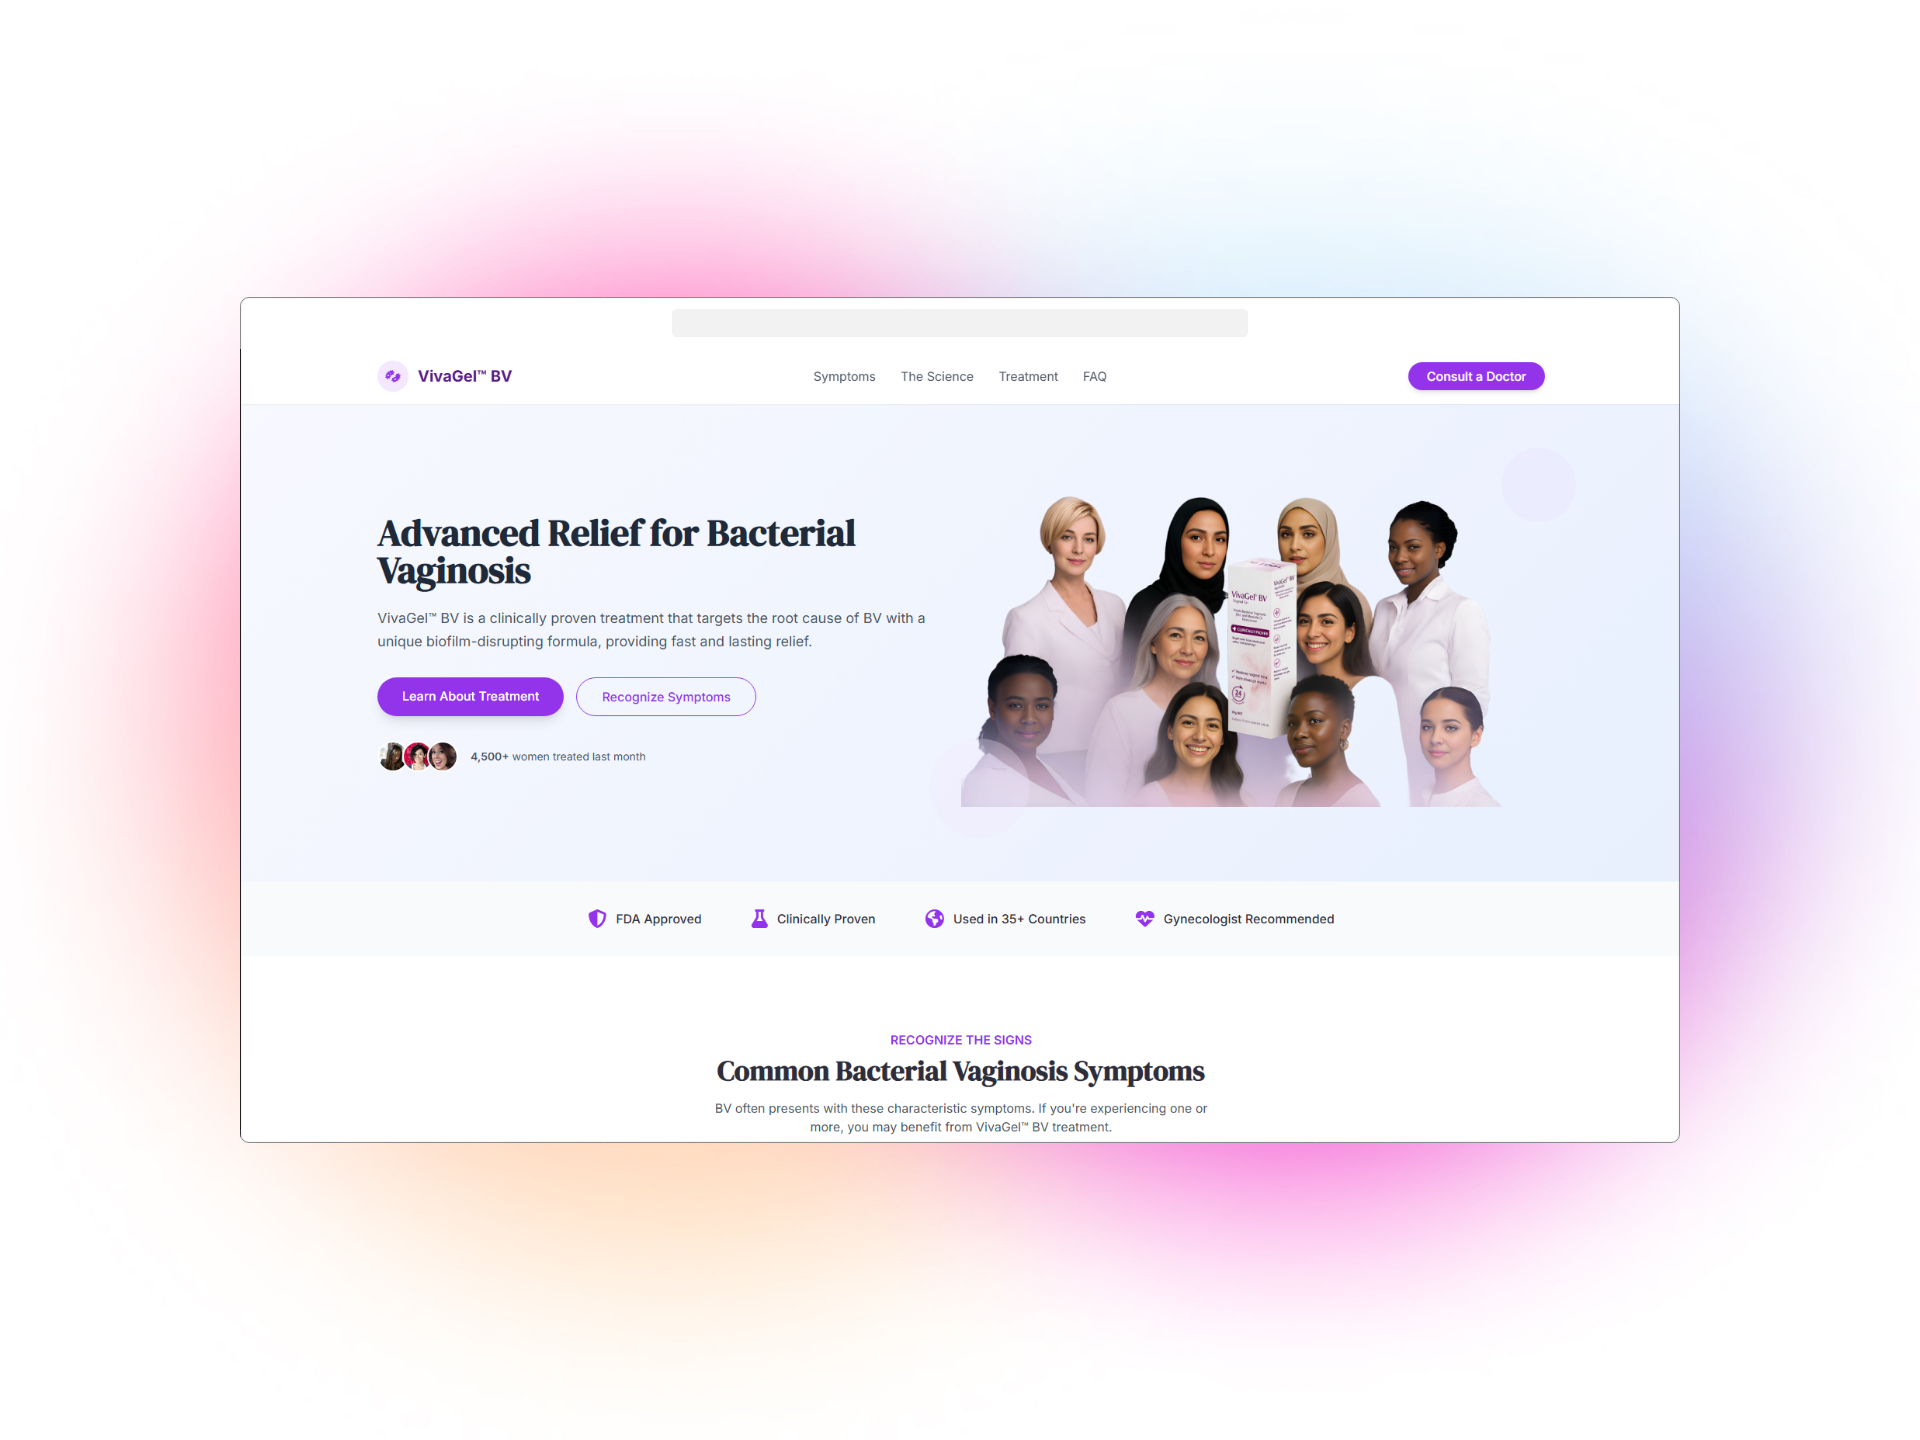 VivaGel™ BV
Symptoms
The Science
Treatment
FAQ
Consult a Doctor
Advanced Relief for Bacterial
Vaginosis
VivaGel™ BV is a clinically proven treatment that targets the root cause of BV with a
unique biofilm-disrupting formula, providing fast and lasting relief.
Learn About Treatment
Recognize Symptoms
4,500+ women treated last month
VivaGel™ BV
FDA Approved
Clinically Proven
Used in 35+ Countries
Gynecologist Recommended
RECOGNIZE THE SIGNS
Common Bacterial Vaginosis Symptoms
BV often presents with these characteristic symptoms. If you're experiencing one or
more, you may benefit from VivaGel™ BV treatment.